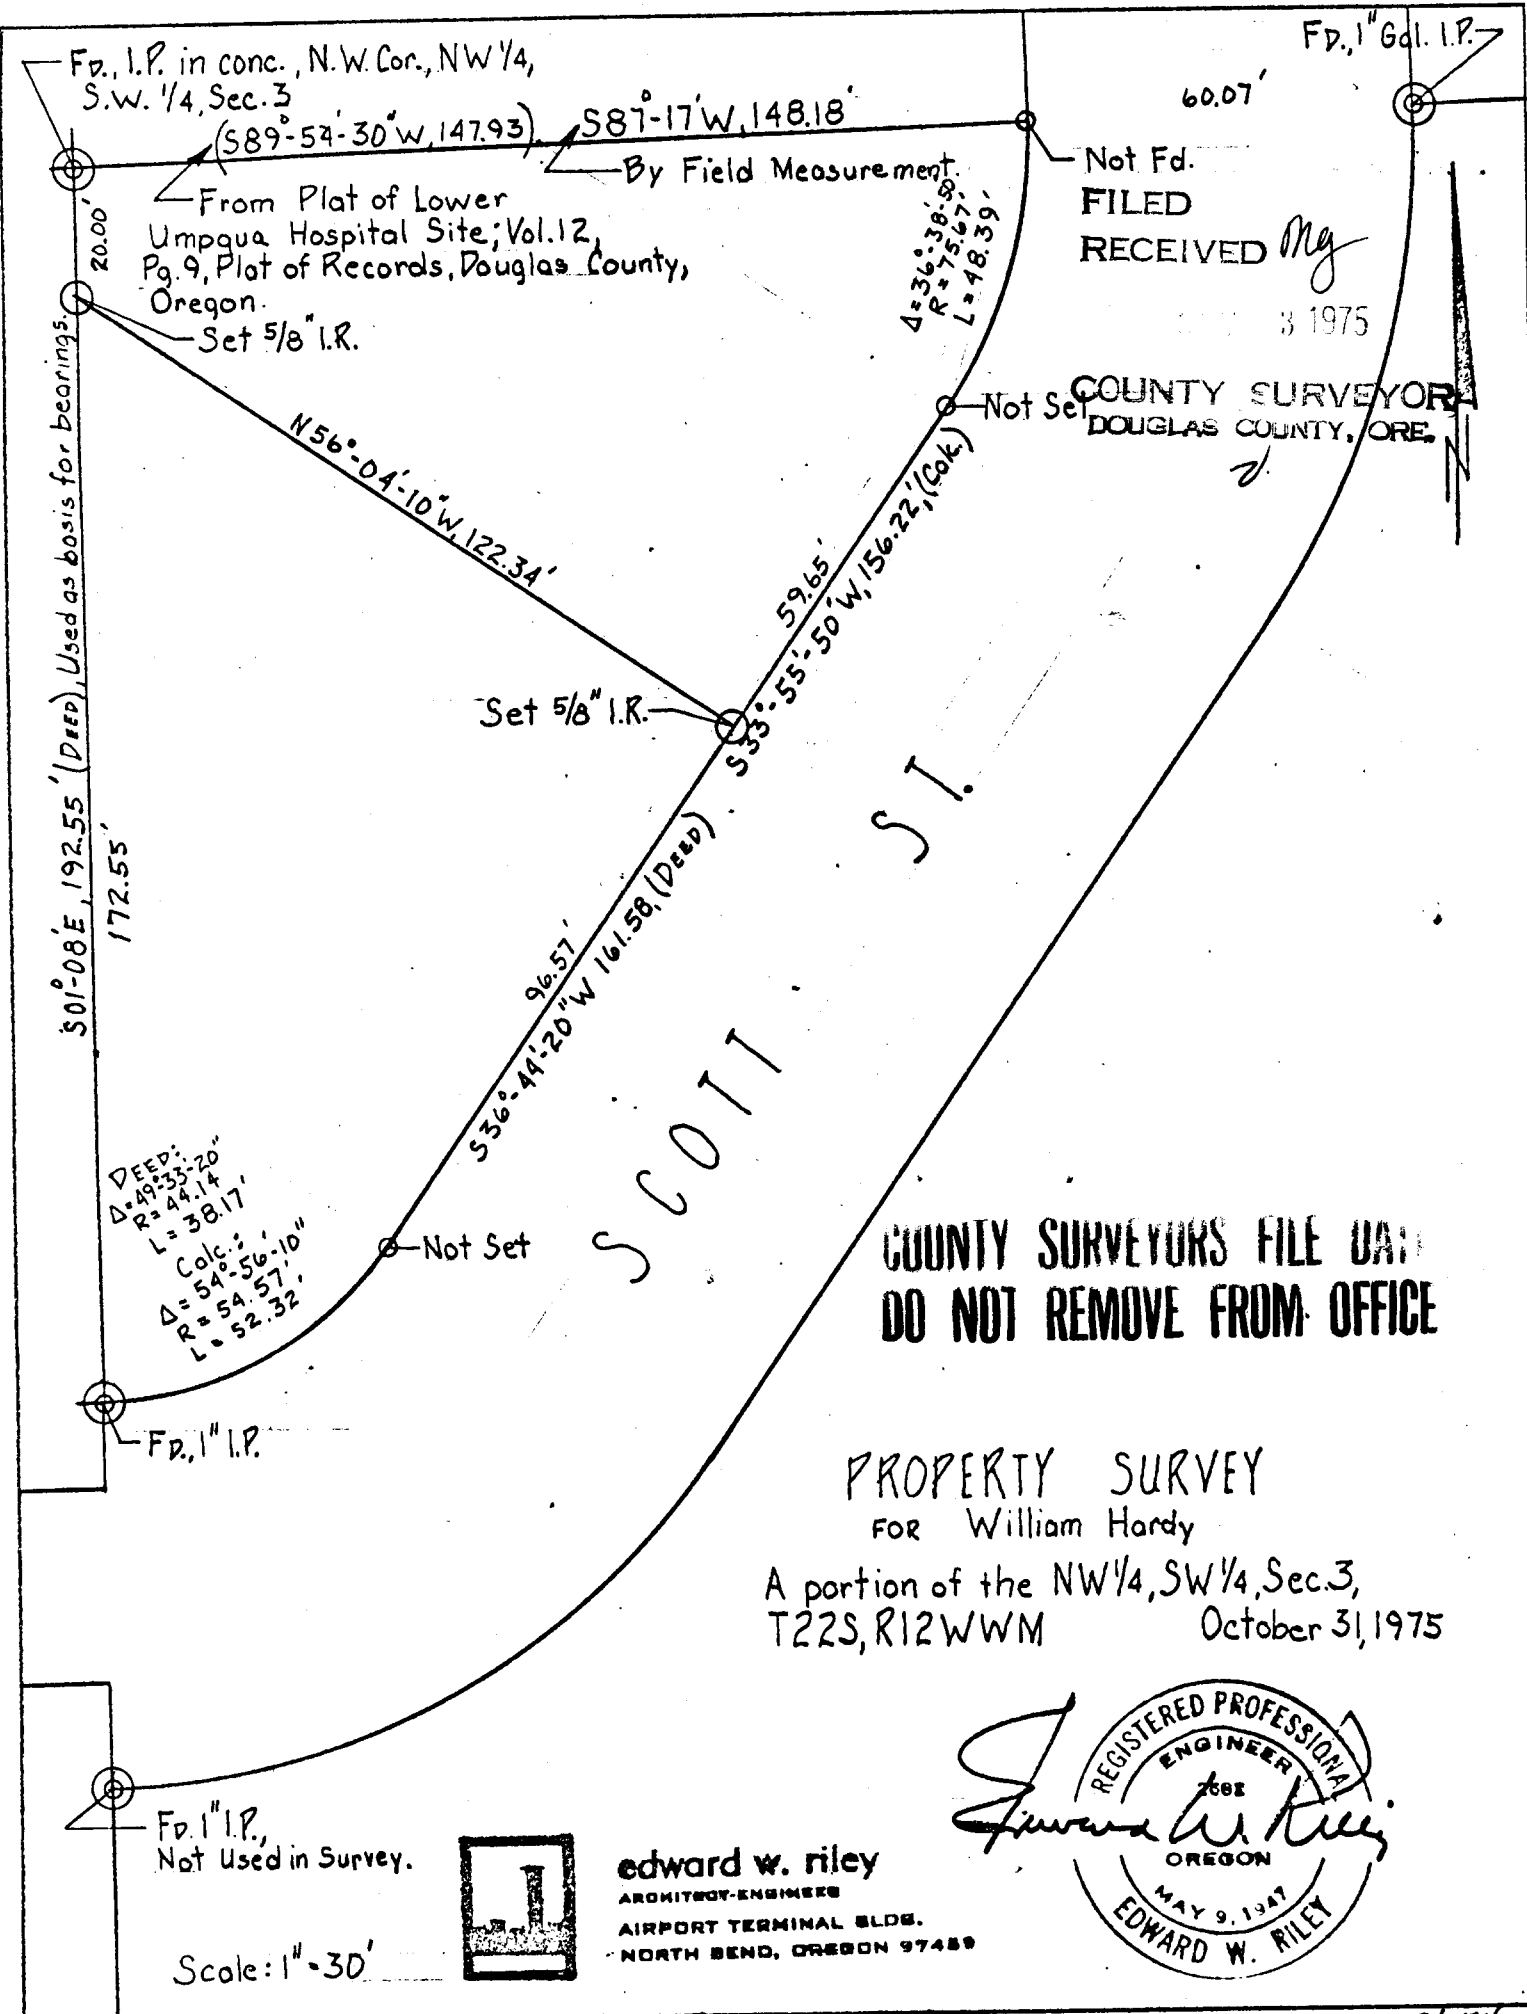 Fd., I.P. in conc., N.W. Cor., NW 1/4,
S.W. 1/4, Sec. 3
(S89°-54'-30"W, 147.93)
S87°-17'W, 148.18'
By Field Measurement.
From Plat of Lower
Umpqua Hospital Site; Vol. 12,
Pg. 9, Plat of Records, Douglas County,
Oregon.
20.00'
Set 5/8" I.R.
Fd., 1" Gal. I.P.
60.07'
Not Fd.
FILED
RECEIVED
3 1975
COUNTY SURVEYOR
DOUGLAS COUNTY, ORE.
Δ=36°-38'-
R=75.67'
L=48.39'
Not Set
N56°-04'-10"W, 122.34'
59.65'
S33°-55'-50"W, 156.22', (Calc.)
Set 5/8" I.R.
S01°-08'E, 192.55' (DEED), Used as basis for bearings.
172.55'
96.57'
S36°-44'-20"W 161.58, (DEED)
SCOTT ST.
DEED:
Δ=49°-33'-20"
R=44.14'
L=38.17'
Calc.:
Δ=54°-56'-10"
R=54.57'
L=52.32'
Not Set
Fd., 1" I.P.
COUNTY SURVEYORS FILE
DO NOT REMOVE FROM OFFICE
PROPERTY SURVEY
FOR William Hardy
A portion of the NW 1/4, SW 1/4, Sec. 3,
T22S, R12WWM October 31, 1975
Fd. 1" I.P.,
Not Used in Survey.
Scale: 1"=30'
edward w. riley
ARCHITECT-ENGINEER
AIRPORT TERMINAL BLDG.
NORTH BEND, OREGON 97459
REGISTERED PROFESSIONAL
ENGINEER
Edward W. Riley
OREGON
MAY 9, 1947
EDWARD W. RILEY